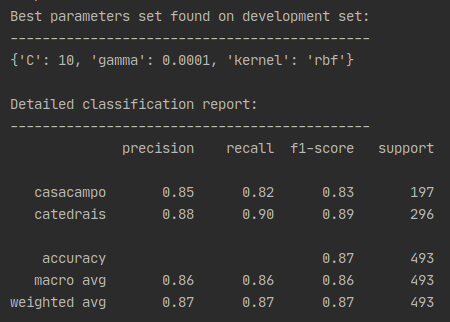 Best parameters set found on development set:
---------------------------------------------
{'C': 10, 'gamma': 0.0001, 'kernel': 'rbf'}
Detailed classification report:
---------------------------------------------
precision recall f1-score support
casacampo 0.85 0.82 0.83 197
catedrais 0.88 0.90 0.89 296
accuracy 0.87 493
macro avg 0.86 0.86 0.86 493
weighted avg 0.87 0.87 0.87 493